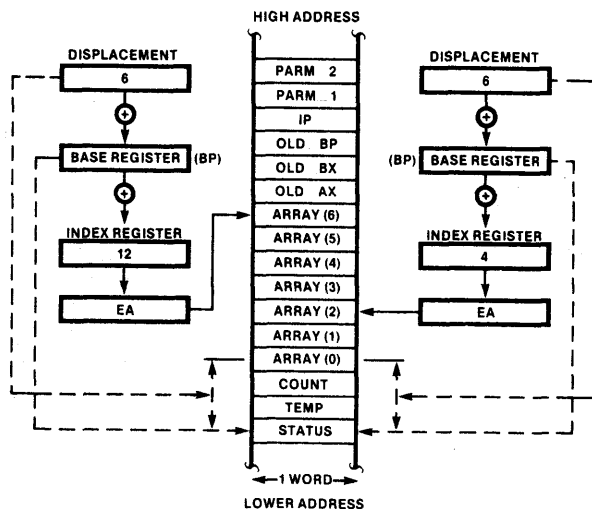 HIGH ADDRESS
DISPLACEMENT
6
+
BASE REGISTER (BP)
+
INDEX REGISTER
12
EA
PARM 2
PARM 1
IP
OLD BP
OLD BX
OLD AX
ARRAY (6)
ARRAY (5)
ARRAY (4)
ARRAY (3)
ARRAY (2)
ARRAY (1)
ARRAY (0)
COUNT
TEMP
STATUS
1 WORD
LOWER ADDRESS
DISPLACEMENT
6
+
(BP) BASE REGISTER
+
INDEX REGISTER
4
EA